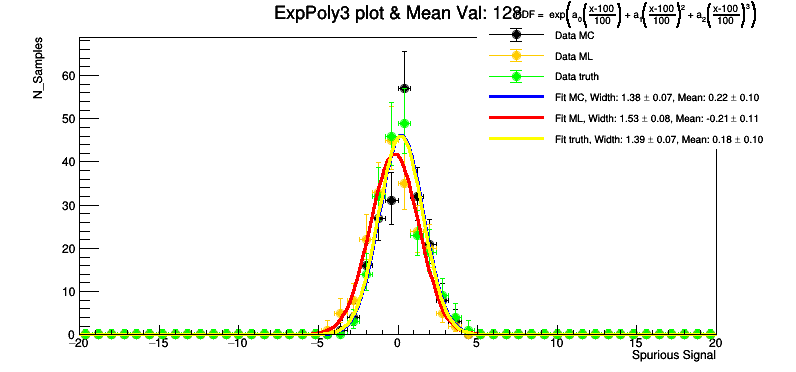 ExpPoly3 plot & Mean Val: 128
PDF = exp(a0(x-100/100) + a1(x-100/100)^2 + a2(x-100/100)^3)
Data MC
Data ML
Data truth
Fit MC, Width: 1.38 ± 0.07, Mean: 0.22 ± 0.10
Fit ML, Width: 1.53 ± 0.08, Mean: -0.21 ± 0.11
Fit truth, Width: 1.39 ± 0.07, Mean: 0.18 ± 0.10
N_Samples
60
50
40
30
20
10
0
−20 −15 −10 −5 0 5 10 15 20
Spurious Signal